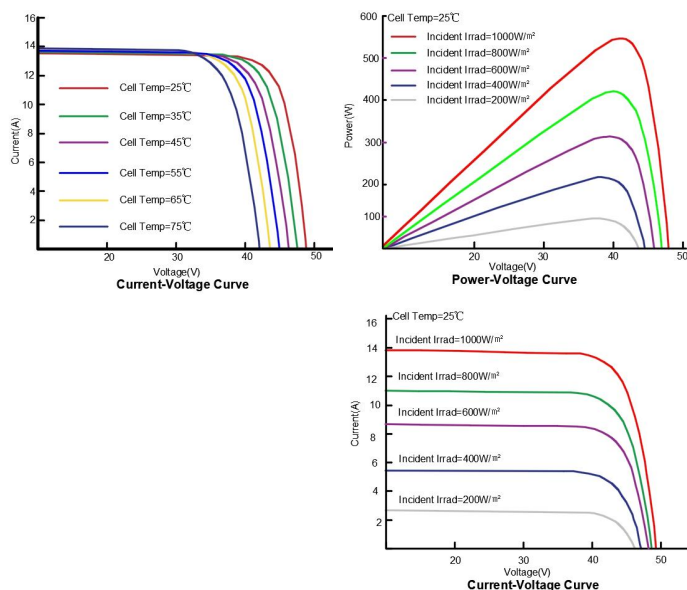 16
14
12
10
8
6
4
2
Current(A)
Cell Temp=25℃
Cell Temp=35℃
Cell Temp=45℃
Cell Temp=55℃
Cell Temp=65℃
Cell Temp=75℃
20
30
40
50
Voltage(V)
Current-Voltage Curve
Cell Temp=25℃
600
500
400
300
200
100
Power(W)
Incident Irrad=1000W/㎡
Incident Irrad=800W/㎡
Incident Irrad=600W/㎡
Incident Irrad=400W/㎡
Incident Irrad=200W/㎡
20
30
40
50
Voltage(V)
Power-Voltage Curve
Cell Temp=25℃
16
14
12
10
8
6
4
2
Current(A)
Incident Irrad=1000W/㎡
Incident Irrad=800W/㎡
Incident Irrad=600W/㎡
Incident Irrad=400W/㎡
Incident Irrad=200W/㎡
20
30
40
50
Voltage(V)
Current-Voltage Curve